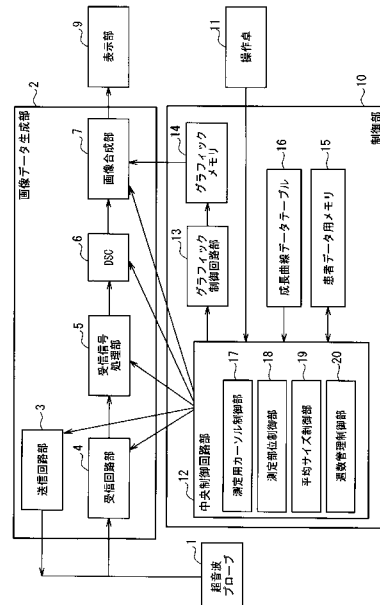 超音波
プローブ
1
画像データ生成部
2
送信回路部
3
受信回路部
4
受信信号
処理部
5
DSC
6
画像合成部
7
表示部
9
制御部
10
中央制御回路部
12
測定用カーソル制御部
17
測定部位制御部
18
平均サイズ制御部
19
週数管理制御部
20
グラフィック
制御回路部
13
グラフィック
メモリ
14
成長曲線データテーブル
16
患者データ用メモリ
15
操作卓
11